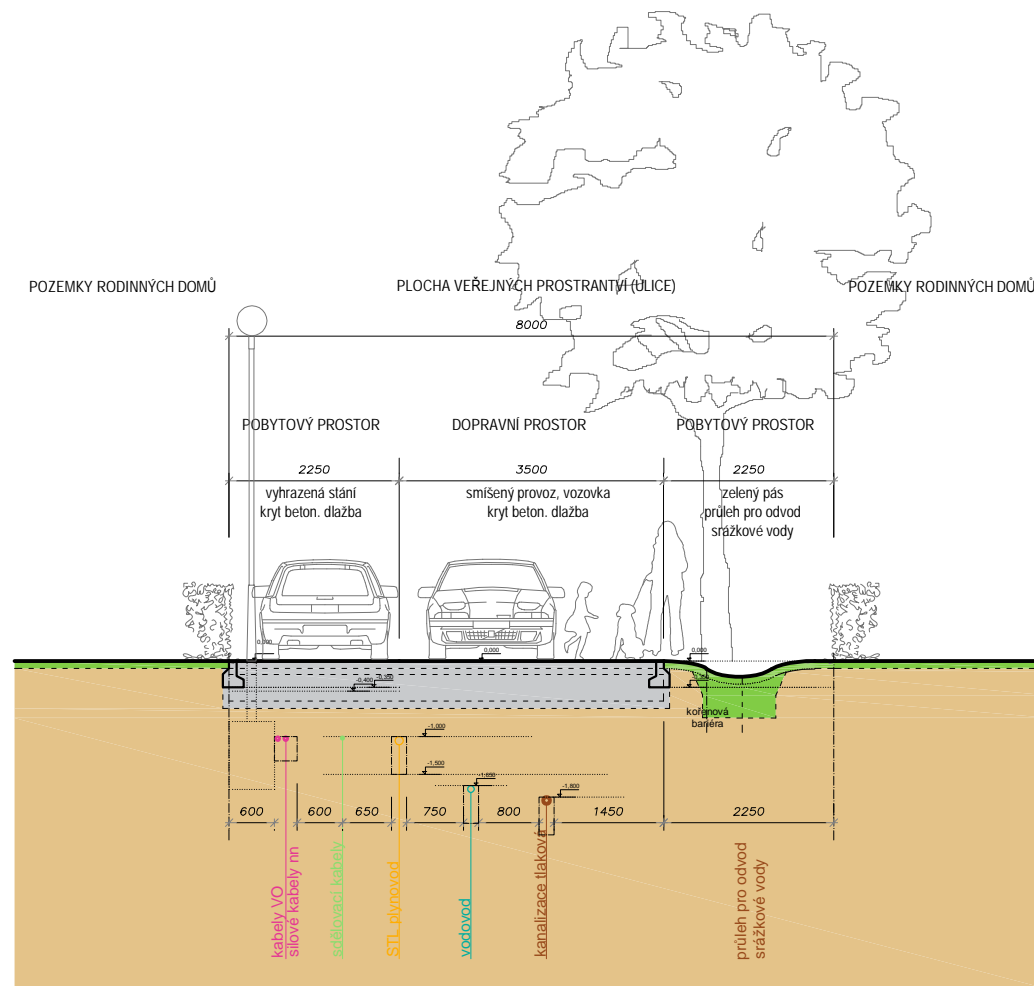 POZEMKY RODINNÝCH DOMŮ
PLOCHA VEŘEJNÝCH PROSTRANTVÍ (ULICE)
POZEMKY RODINNÝCH DOMŮ
8000
POBYTOVÝ PROSTOR
DOPRAVNÍ PROSTOR
POBYTOVÝ PROSTOR
2250
3500
2250
vyhrazená stání
kryt beton. dlažba
smíšený provoz, vozovka
kryt beton. dlažba
zelený pás
průleh pro odvod
srážkové vody
0,000
0,000
0,000
-0,400
-0,350
kořenová
bariéra
-1,000
-1,500
-1,650
-1,800
600
600
650
750
800
1450
2250
kabely VO
silové kabely nn
sdělovací kabely
STL plynovod
vodovod
kanalizace tlaková
průleh pro odvod
srážkové vody